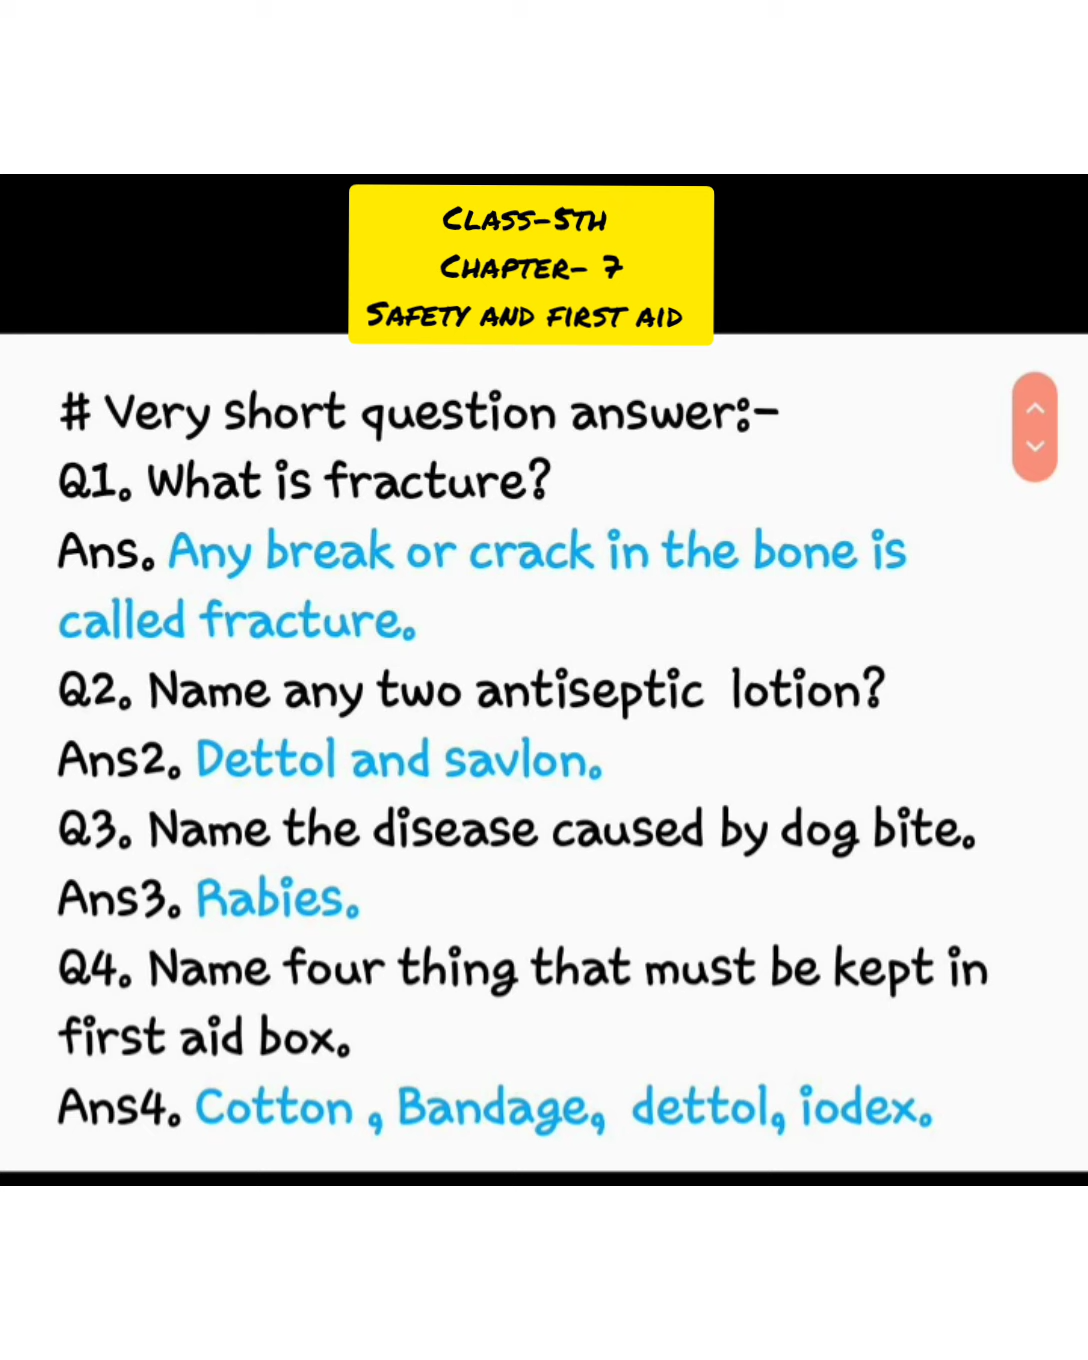 Class-5th
Chapter- 7
Safety and first aid
# Very short question answer:-
Q1. What is fracture?
Ans. Any break or crack in the bone is
called fracture.
Q2. Name any two antiseptic lotion?
Ans2. Dettol and savlon.
Q3. Name the disease caused by dog bite.
Ans3. Rabies.
Q4. Name four thing that must be kept in
first aid box.
Ans4. Cotton , Bandage, dettol, iodex.